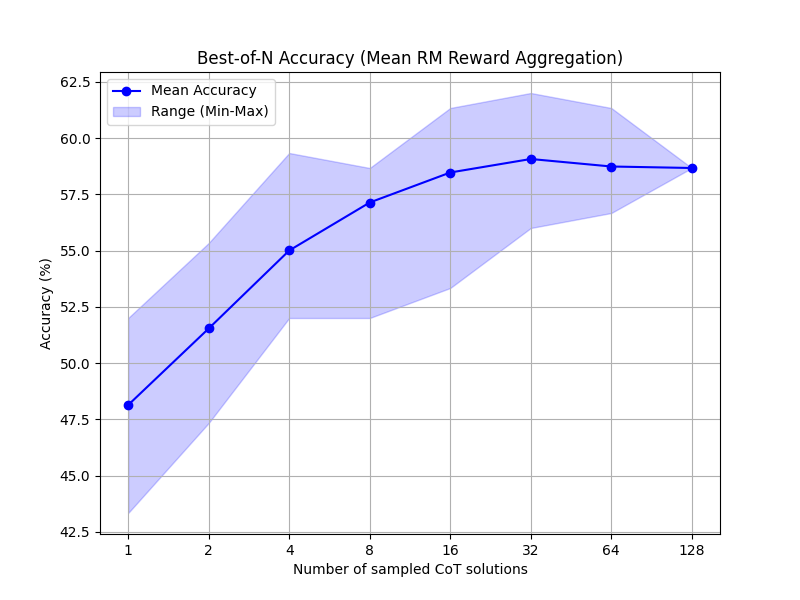 Best-of-N Accuracy (Mean RM Reward Aggregation)
Mean Accuracy
Range (Min-Max)
Accuracy (%)
62.5
60.0
57.5
55.0
52.5
50.0
47.5
45.0
42.5
1 2 4 8 16 32 64 128
Number of sampled CoT solutions